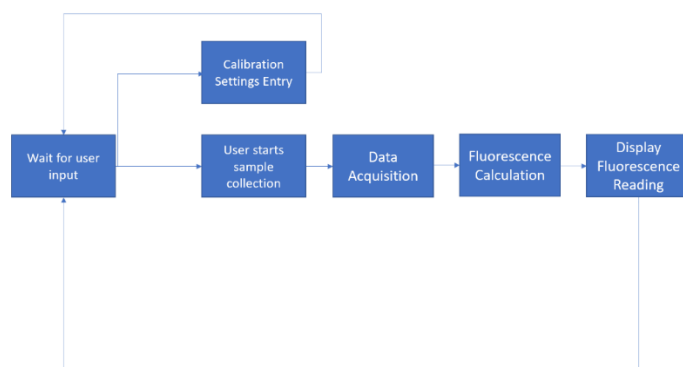 Calibration
Settings Entry
Wait for user
input
User starts
sample
collection
Data
Acquisition
Fluorescence
Calculation
Display
Fluorescence
Reading